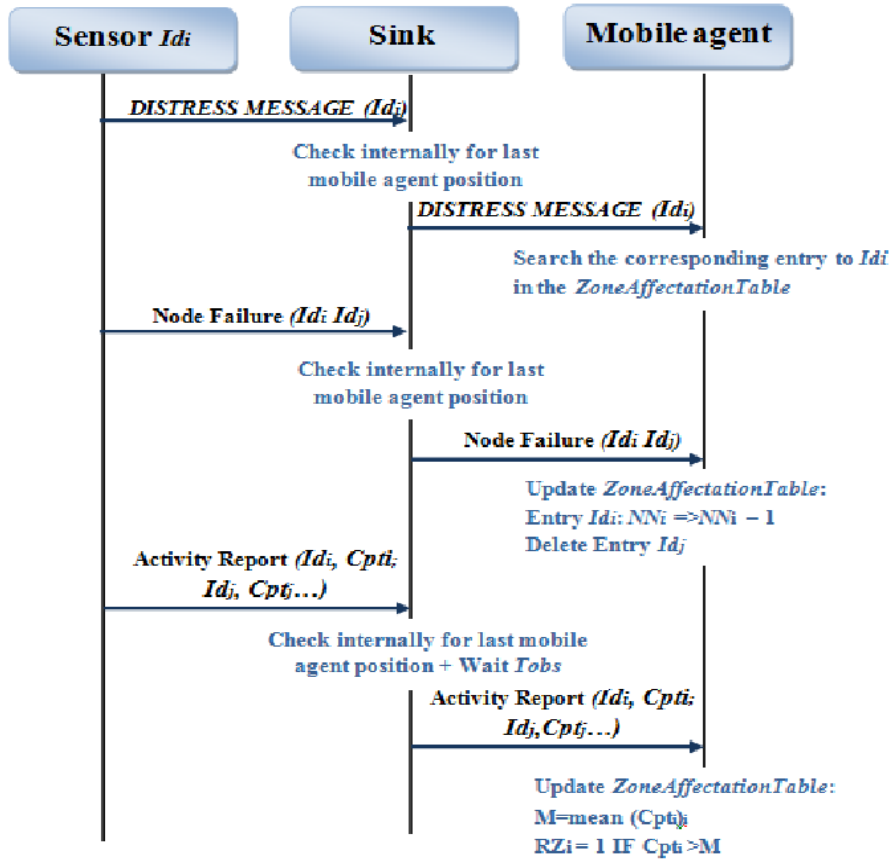 Sensor Idi
Sink
Mobile agent
DISTRESS MESSAGE (Idi)
Check internally for last
mobile agent position
DISTRESS MESSAGE (Idi)
Search the corresponding entry to Idi
in the ZoneAffectationTable
Node Failure (Idi Idj)
Check internally for last
mobile agent position
Node Failure (Idi Idj)
Update ZoneAffectationTable:
Entry Idi: NNi =>NNi – 1
Delete Entry Idj
Activity Report (Idi, Cpti;
Idj, Cptj…)
Check internally for last mobile
agent position + Wait Tobs
Activity Report (Idi, Cpti;
Idj,Cptj…)
Update ZoneAffectationTable:
M=mean (Cpti)i
RZi = 1 IF Cpti >M